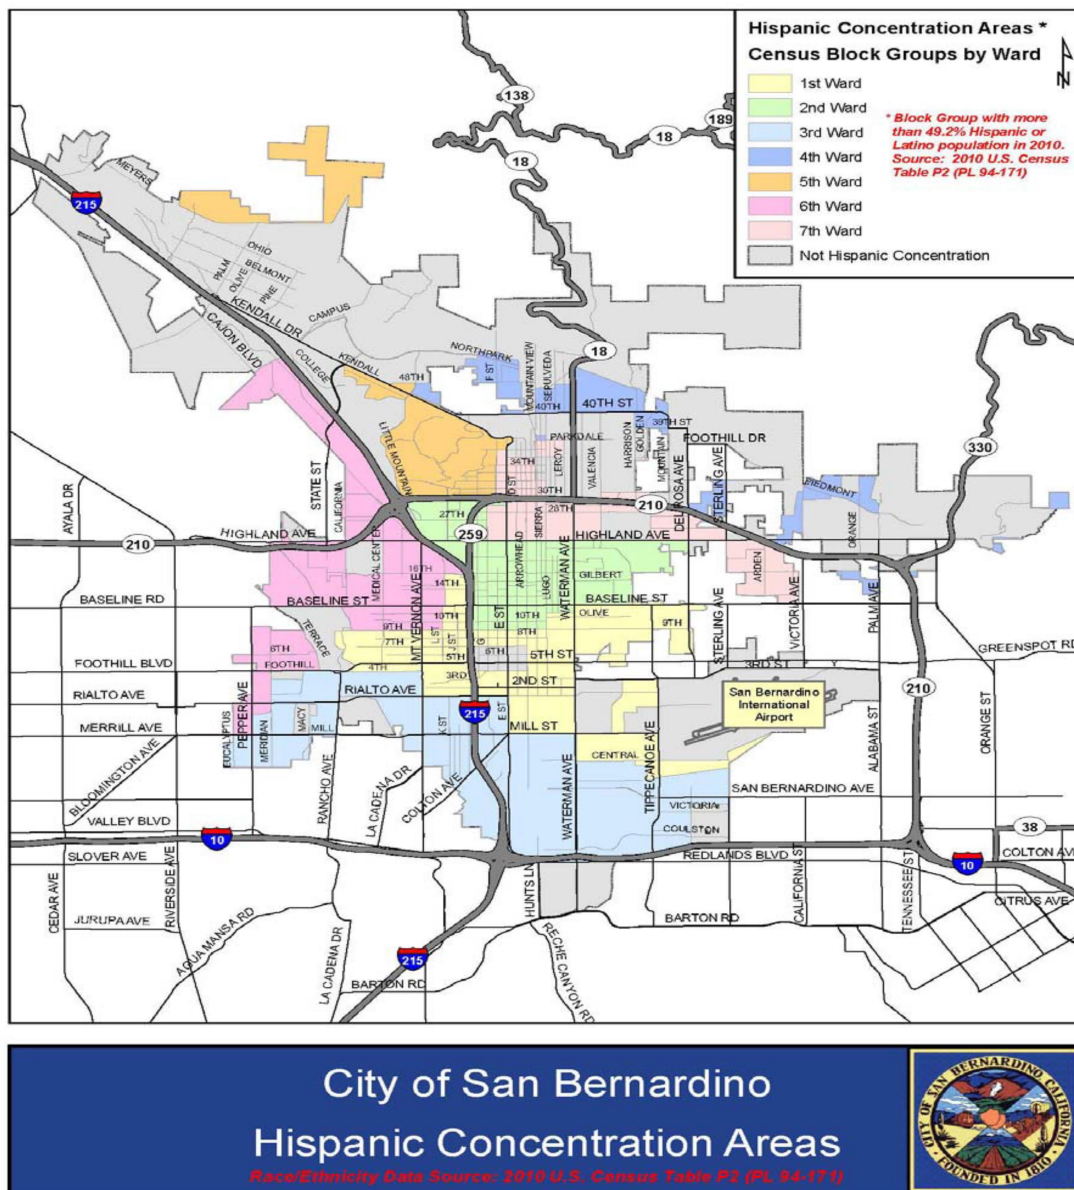 Hispanic Concentration Areas *
Census Block Groups by Ward
1st Ward
2nd Ward
3rd Ward
4th Ward
5th Ward
6th Ward
7th Ward
Not Hispanic Concentration
* Block Group with more
than 49.2% Hispanic or
Latino population in 2010.
Source: 2010 U.S. Census
Table P2 (PL 94-171)
N
138
189
18
18
MEYERS
215
OHIO
PALM
OLIVE
BELMONT
PINE
KENDALL DR
CAMPUS
CAJON BLVD
COLLEGE
KENDALL
NORTHPARK
48TH
F ST
MOUNTAIN VIEW
SEPULVEDA
18
40TH
40TH ST
39TH ST
LITTLE MOUNTAIN
PARKDALE
HARRISON
GOLDEN
MOUNTAIN
FOOTHILL DR
LEROY
VALENCIA
34TH
30TH
D ST
DEL ROSA AVE
STERLING AVE
330
PIEDMONT
ORANGE
AYALA DR
STATE ST
CALIFORNIA
27TH
28TH
SIERRA
210
HIGHLAND AVE
210
259
HIGHLAND AVE
MEDICAL CENTER
16TH
14TH
ARROWHEAD
LUGO
WATERMAN AVE
GILBERT
ARDEN
VICTORIA AVE
PALM AVE
BASELINE RD
BASELINE ST
BASELINE ST
MT VERNON AVE
10TH
10TH
E ST
OLIVE
9TH
9TH
8TH
7TH
TERRACE
L ST
J ST
G
STERLING AVE
GREENSPOT RD
6TH
5TH
6TH
5TH ST
FOOTHILL BLVD
FOOTHILL
4TH
3RD
3RD ST
RIALTO AVE
RIALTO AVE
2ND ST
210
San Bernardino
International
Airport
PEPPER AVE
MERRILL AVE
EUCALYPTUS
MERIDIAN
MACY
MILL
K ST
215
E ST
MILL ST
CENTRAL
TIPPECANOE AVE
ALABAMA ST
ORANGE ST
BLOOMINGTON AVE
RANCHO AVE
LA CADENA DR
COLTON AVE
WATERMAN AVE
SAN BERNARDINO AVE
VICTORIA
COULSTON
VALLEY BLVD
10
38
SLOVER AVE
REDLANDS BLVD
10
COLTON AV
CEDAR AVE
RIVERSIDE AVE
HUNTS LN
CALIFORNIA ST
TENNESSEE ST
CITRUS AVE
JURUPA AVE
AGUA MANSA RD
LA CADENA DR
BARTON RD
215
BARTON RD
RECHE CANYON RD
City of San Bernardino
Hispanic Concentration Areas
Race/Ethnicity Data Source: 2010 U.S. Census Table P2 (PL 94-171)
CITY OF SAN BERNARDINO CALIFORNIA
FOUNDED IN 1810